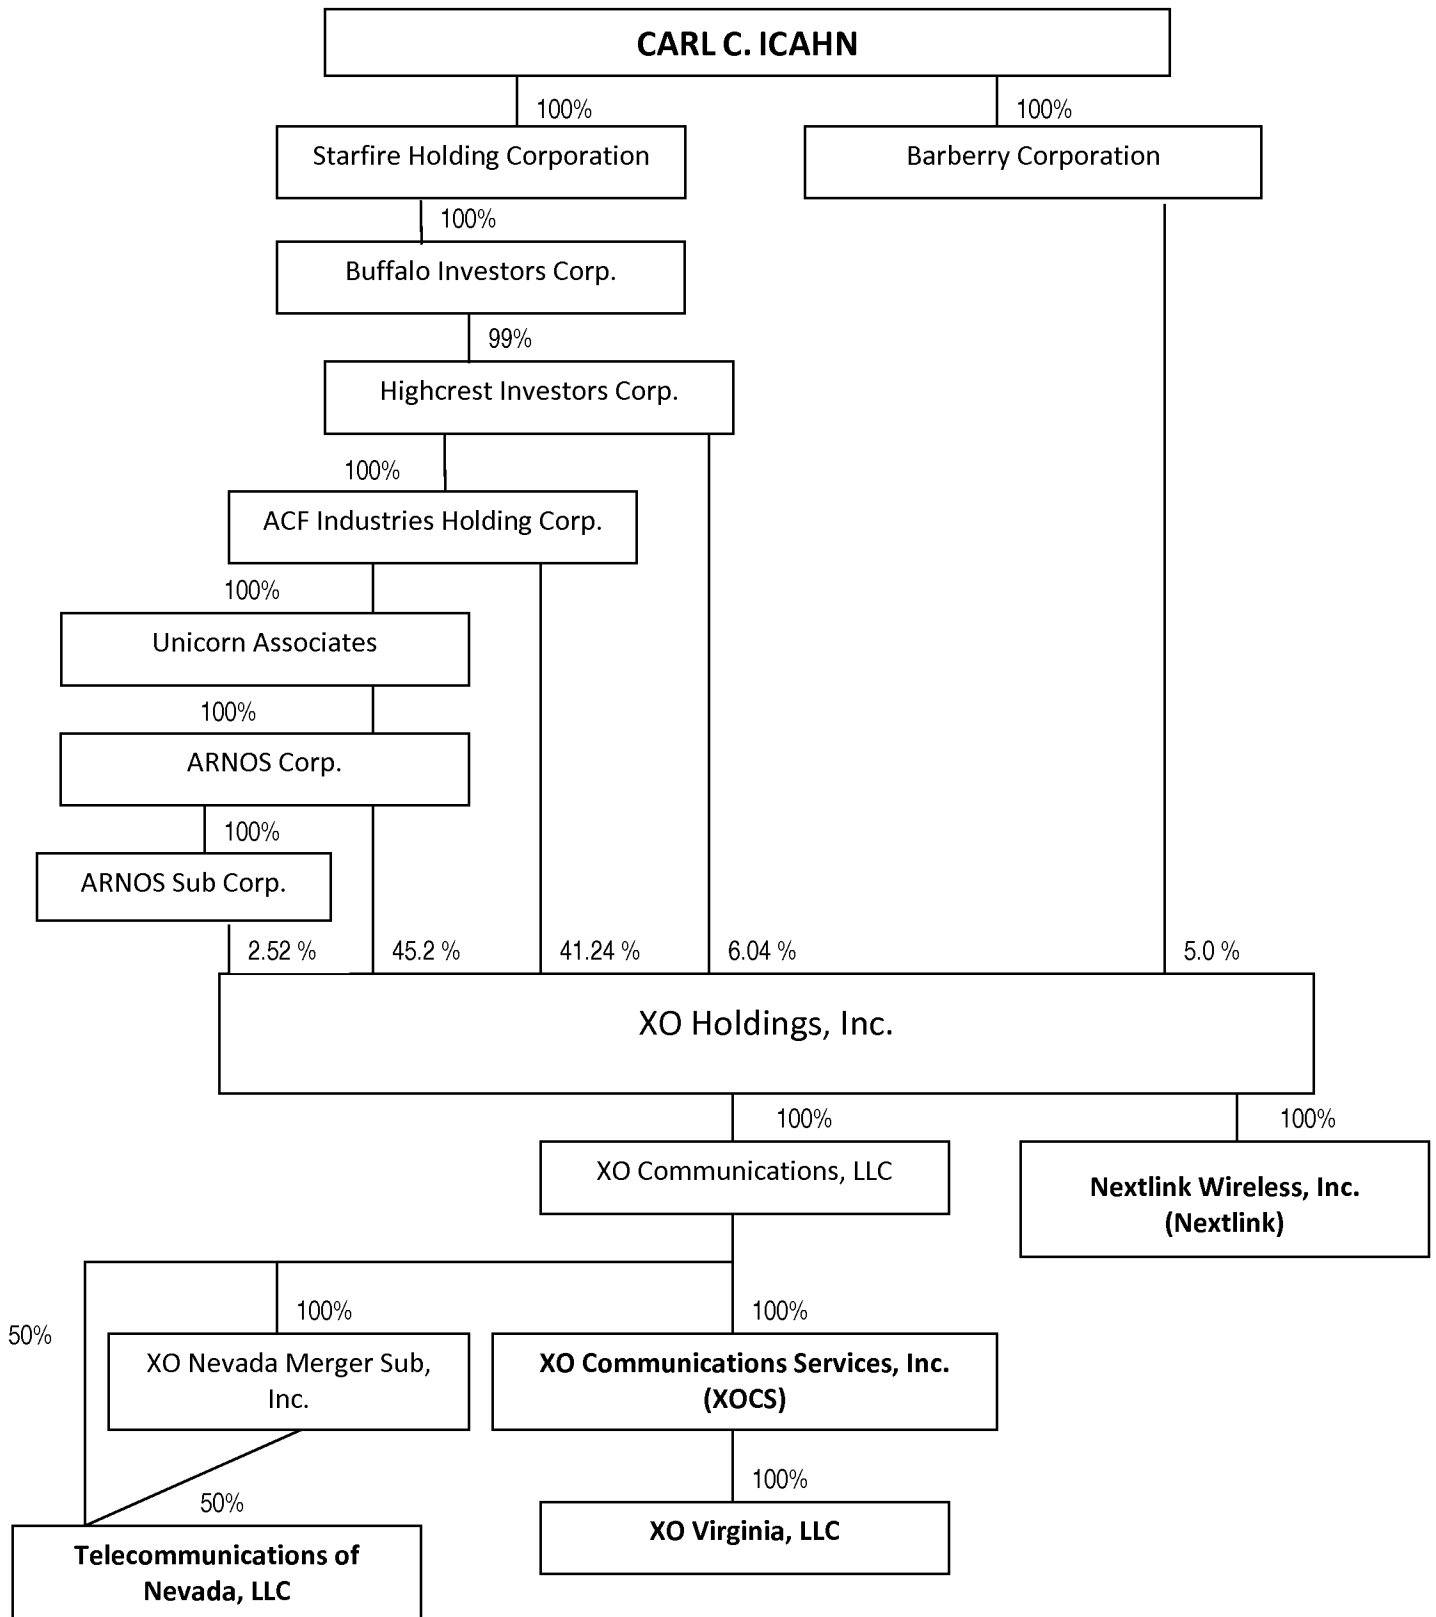 CARL C. ICAHN
100%
100%
Starfire Holding Corporation
Barberry Corporation
100%
Buffalo Investors Corp.
99%
Highcrest Investors Corp.
100%
ACF Industries Holding Corp.
100%
Unicorn Associates
100%
ARNOS Corp.
100%
ARNOS Sub Corp.
2.52 %
45.2 %
41.24 %
6.04 %
5.0 %
XO Holdings, Inc.
100%
100%
XO Communications, LLC
Nextlink Wireless, Inc.
(Nextlink)
50%
100%
100%
XO Nevada Merger Sub,
Inc.
XO Communications Services, Inc.
(XOCS)
100%
50%
XO Virginia, LLC
Telecommunications of
Nevada, LLC